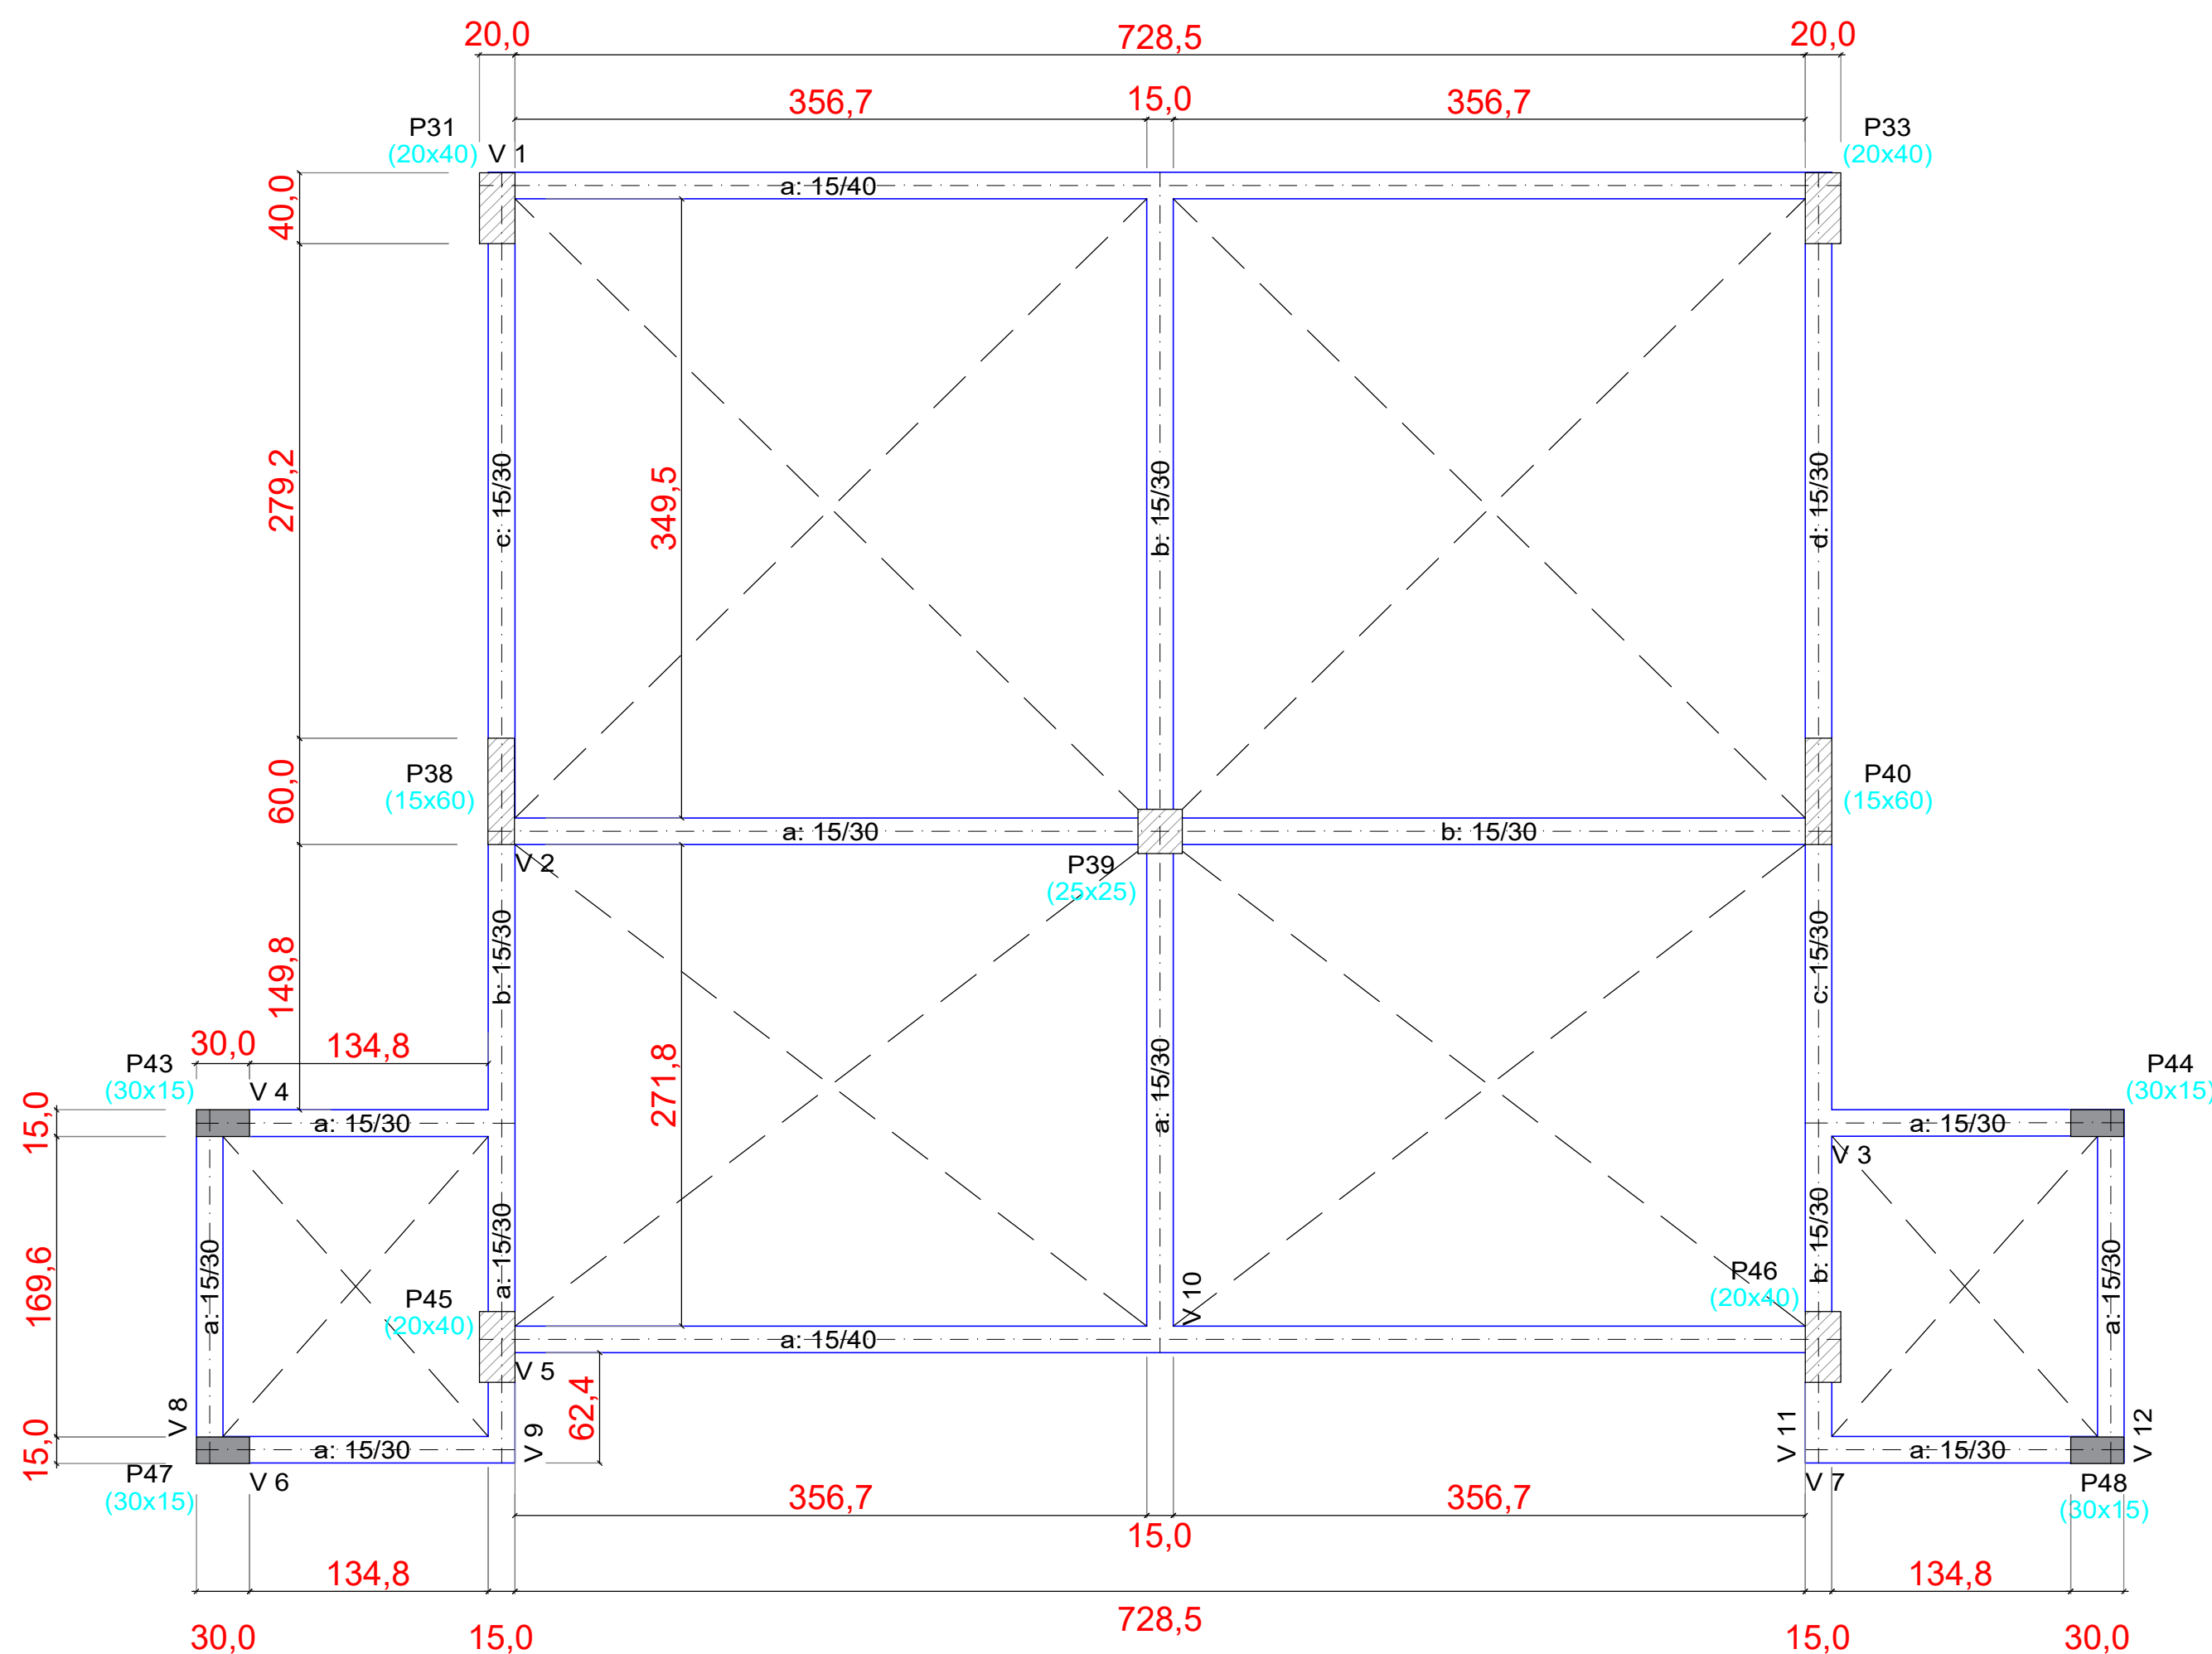 20,0
728,5
20,0
356,7
15,0
356,7
P31
(20x40)
V 1
P33
(20x40)
40,0
a: 15/40
279,2
c: 15/30
349,5
b: 15/30
d: 15/30
60,0
P38
(15x60)
P40
(15x60)
a: 15/30
b: 15/30
V 2
P39
(25x25)
149,8
b: 15/30
c: 15/30
30,0
134,8
271,8
a: 15/30
P43
(30x15)
V 4
P44
(30x15)
15,0
a: 15/30
a: 15/30
V 3
169,6
a: 15/30
a: 15/30
P45
(20x40)
V 10
P46
(20x40)
b: 15/30
a: 15/30
a: 15/40
V 5
62,4
V 8
V 9
V 11
V 12
15,0
a: 15/30
a: 15/30
P47
(30x15)
V 6
V 7
P48
(30x15)
356,7
15,0
356,7
134,8
728,5
134,8
30,0
15,0
15,0
30,0